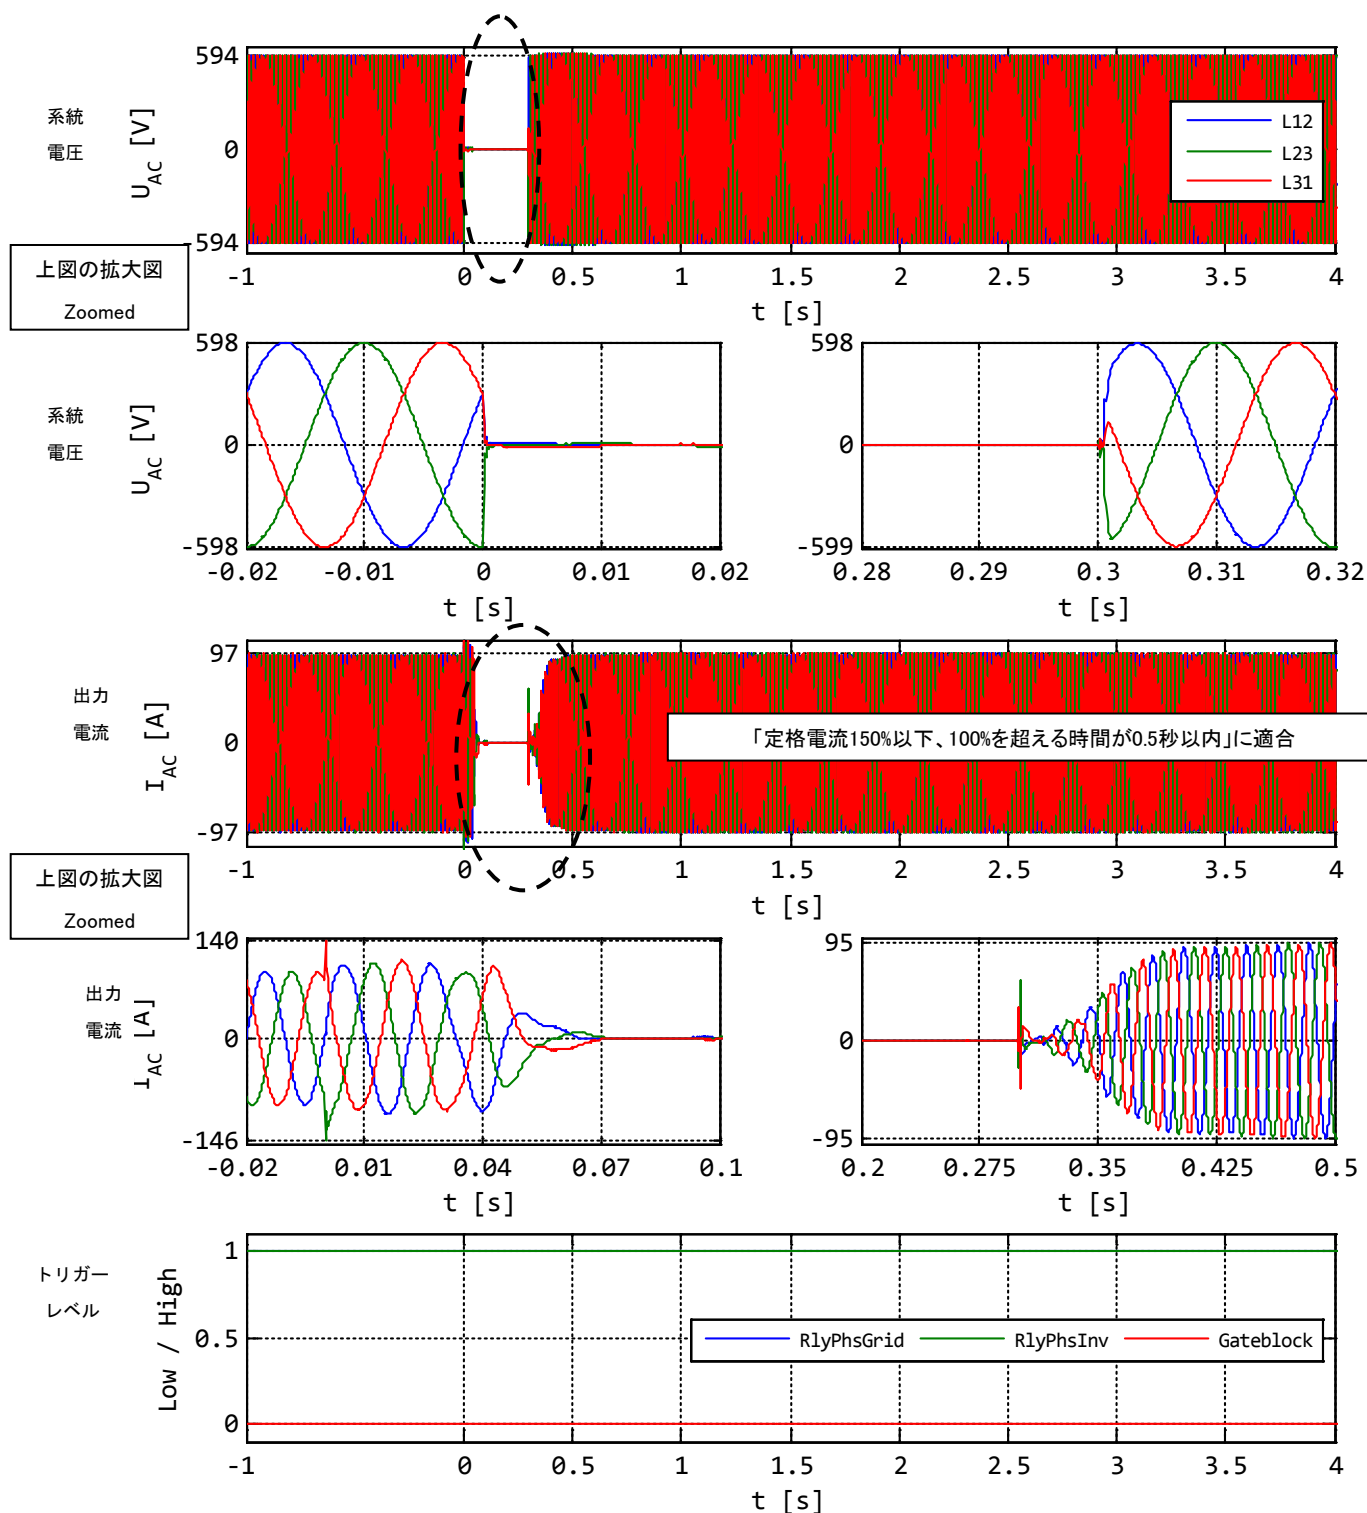 594
0
-594
系統
電圧
U_AC [V]
L12
L23
L31
-1 0 0.5 1 1.5 2 2.5 3 3.5 4
t [s]
上図の拡大図
Zoomed
系統
電圧
U_AC [V]
598
0
-598
-0.02 -0.01 0 0.01 0.02
t [s]
598
0
-599
0.28 0.29 0.3 0.31 0.32
t [s]
出力
電流
I_AC [A]
97
0
-97
「定格電流150%以下、100%を超える時間が0.5秒以内」に適合
-1 0 0.5 1 1.5 2 2.5 3 3.5 4
t [s]
上図の拡大図
Zoomed
出力
電流
I_AC [A]
140
0
-146
-0.02 0.01 0.04 0.07 0.1
t [s]
95
0
-95
0.2 0.275 0.35 0.425 0.5
t [s]
トリガー
レベル
Low / High
1
0.5
0
RlyPhsGrid RlyPhsInv Gateblock
-1 0 0.5 1 1.5 2 2.5 3 3.5 4
t [s]